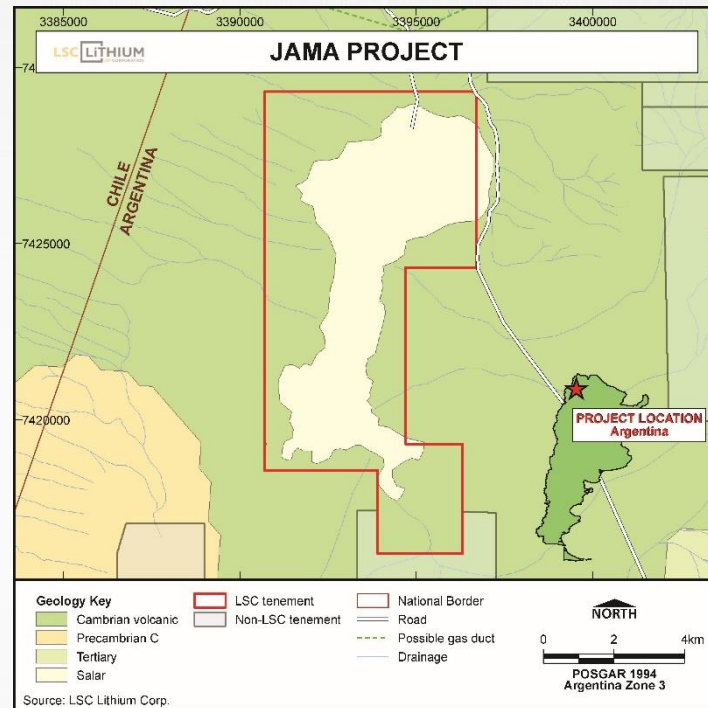 3385000 3390000 3395000 3400000
LSC LiTHIUM
JAMA PROJECT
7425000
7420000
CHILE
ARGENTINA
PROJECT LOCATION
Argentina
Geology Key
Cambrian volcanic
Precambrian C
Tertiary
Salar
LSC tenement
Non-LSC tenement
National Border
Road
Possible gas duct
Drainage
NORTH
0 2 4km
POSGAR 1994
Argentina Zone 3
Source: LSC Lithium Corp.